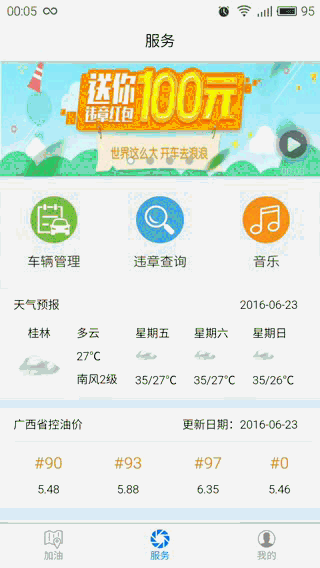 00:05 95
服务
送你100元
违章红包
世界这么大 开车去浪浪
车辆管理 违章查询 音乐
天气预报 2016-06-23
桂林 多云 星期五 星期六 星期日
27℃
南风2级 35/27℃ 35/27℃ 35/26℃
广西省控油价 更新日期：2016-06-23
#90 #93 #97 #0
5.48 5.88 6.35 5.46
加油 服务 我的